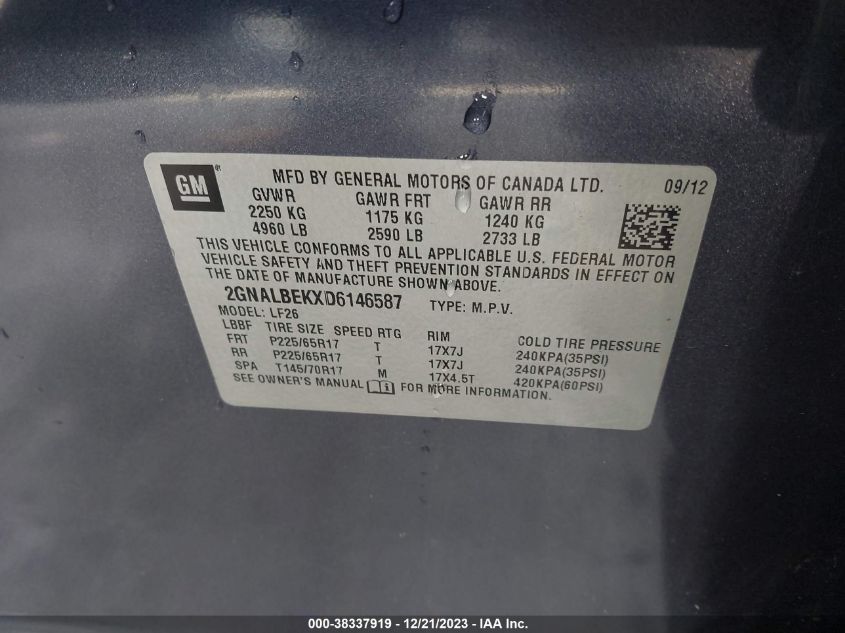 GM ®
MFD BY GENERAL MOTORS OF CANADA LTD. 09/12
GVWR GAWR FRT GAWR RR
2250 KG 1175 KG 1240 KG
4960 LB 2590 LB 2733 LB
THIS VEHICLE CONFORMS TO ALL APPLICABLE U.S. FEDERAL MOTOR
VEHICLE SAFETY AND THEFT PREVENTION STANDARDS IN EFFECT ON
THE DATE OF MANUFACTURE SHOWN ABOVE.
2GNALBEKXD6146587 TYPE: M.P.V.
MODEL: LF26
LBBF TIRE SIZE SPEED RTG RIM COLD TIRE PRESSURE
FRT P225/65R17 T 17X7J 240KPA(35PSI)
RR P225/65R17 T 17X7J 240KPA(35PSI)
SPA T145/70R17 M 17X4.5T 420KPA(60PSI)
SEE OWNER'S MANUAL FOR MORE INFORMATION.
000-38337919 - 12/21/2023 - IAA Inc.